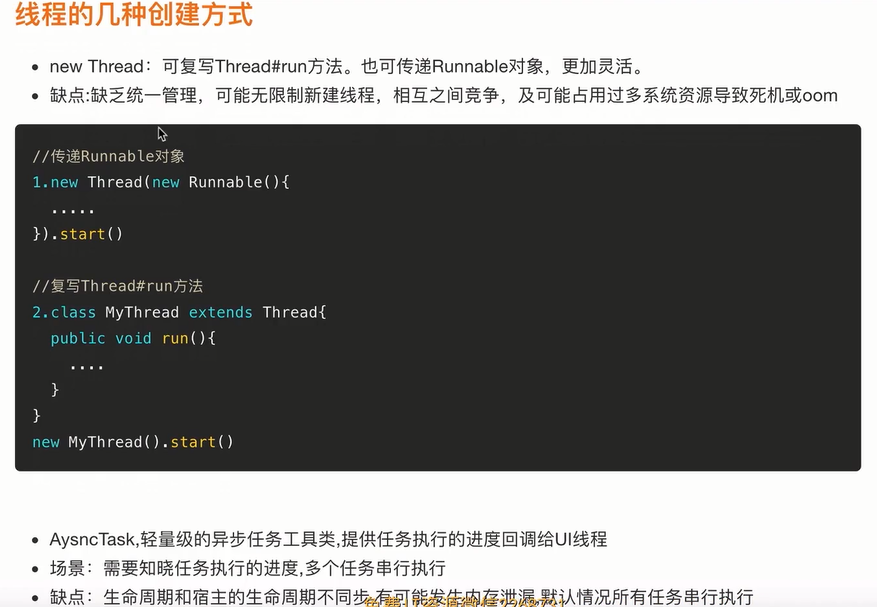 线程的几种创建方式
new Thread：可复写Thread#run方法。也可传递Runnable对象，更加灵活。
缺点:缺乏统一管理，可能无限制新建线程，相互之间竞争，及可能占用过多系统资源导致死机或oom
//传递Runnable对象
1.new Thread(new Runnable(){
.....
}).start()
//复写Thread#run方法
2.class MyThread extends Thread{
public void run(){
....
}
}
new MyThread().start()
AysncTask,轻量级的异步任务工具类,提供任务执行的进度回调给UI线程
场景：需要知晓任务执行的进度,多个任务串行执行
缺点：生命周期和宿主的生命周期不同步,有可能发生内存泄漏,默认情况所有任务串行执行